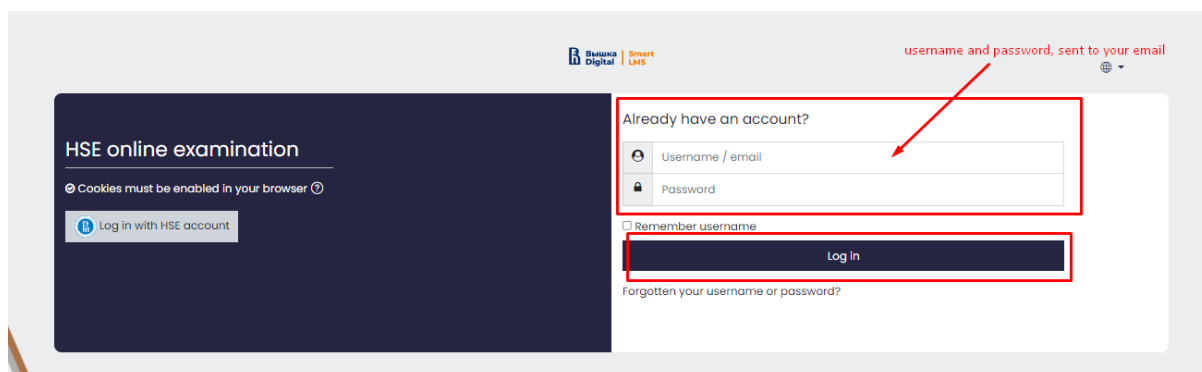 Вышка | Smart
Digital | LMS
username and password, sent to your email
HSE online examination
Cookies must be enabled in your browser
Log in with HSE account
Already have an account?
Username / email
Password
Remember username
Log in
Forgotten your username or password?